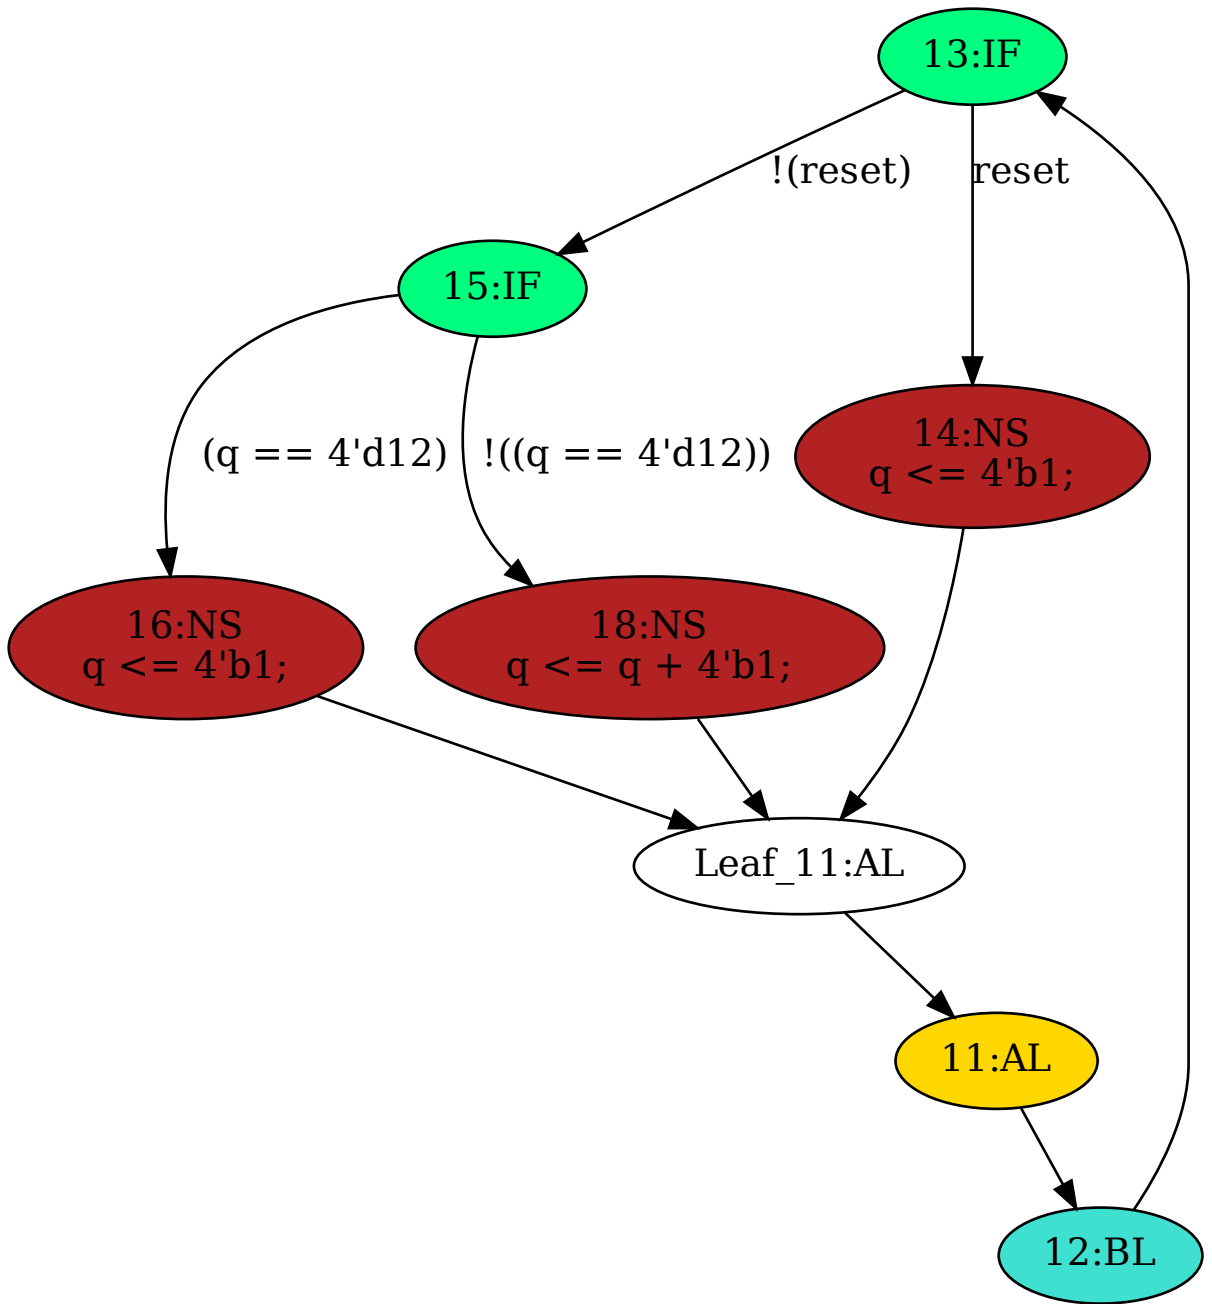 13:IF
!(reset)
reset
15:IF
14:NS
q <= 4'b1;
(q == 4'd12)
!((q == 4'd12))
16:NS
q <= 4'b1;
18:NS
q <= q + 4'b1;
Leaf_11:AL
11:AL
12:BL